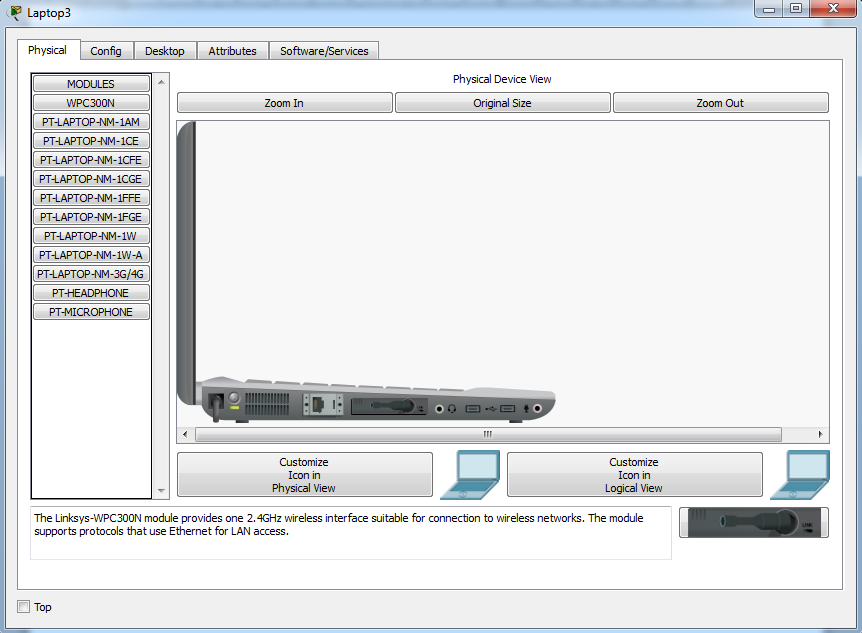 Laptop3
Physical
Config
Desktop
Attributes
Software/Services
MODULES
WPC300N
PT-LAPTOP-NM-1AM
PT-LAPTOP-NM-1CE
PT-LAPTOP-NM-1CFE
PT-LAPTOP-NM-1CGE
PT-LAPTOP-NM-1FFE
PT-LAPTOP-NM-1FGE
PT-LAPTOP-NM-1W
PT-LAPTOP-NM-1W-A
PT-LAPTOP-NM-3G/4G
PT-HEADPHONE
PT-MICROPHONE
Physical Device View
Zoom In
Original Size
Zoom Out
Customize
Icon in
Physical View
Customize
Icon in
Logical View
The Linksys-WPC300N module provides one 2.4GHz wireless interface suitable for connection to wireless networks. The module
supports protocols that use Ethernet for LAN access.
LINK
Top